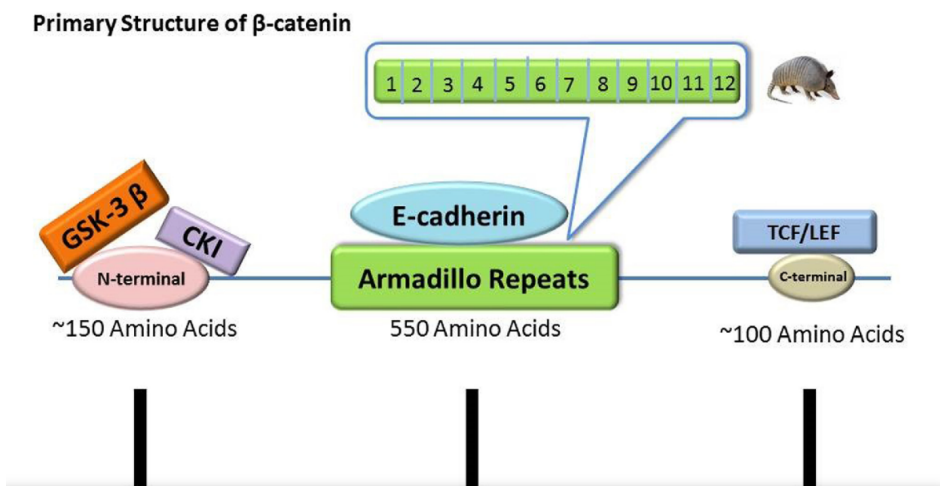 Primary Structure of β-catenin
1 2 3 4 5 6 7 8 9 10 11 12
GSK-3 β
CKI
E-cadherin
TCF/LEF
N-terminal
Armadillo Repeats
C-terminal
~150 Amino Acids
550 Amino Acids
~100 Amino Acids